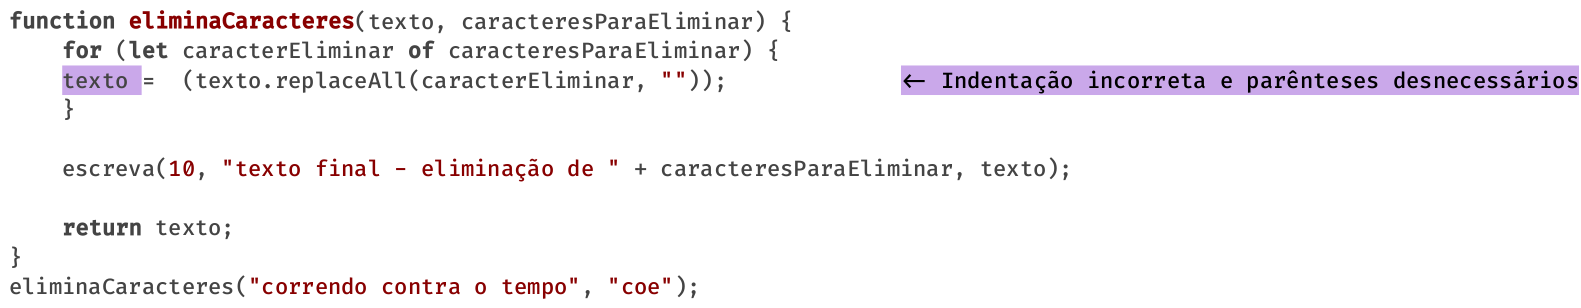 function eliminaCaracteres(texto, caracteresParaEliminar) {
    for (let caracterEliminar of caracteresParaEliminar) {
    texto =  (texto.replaceAll(caracterEliminar, ""));             <- Indentação incorreta e parênteses desnecessários
    }

    escreva(10, "texto final - eliminação de " + caracteresParaEliminar, texto);

    return texto;
}
eliminaCaracteres("correndo contra o tempo", "coe");